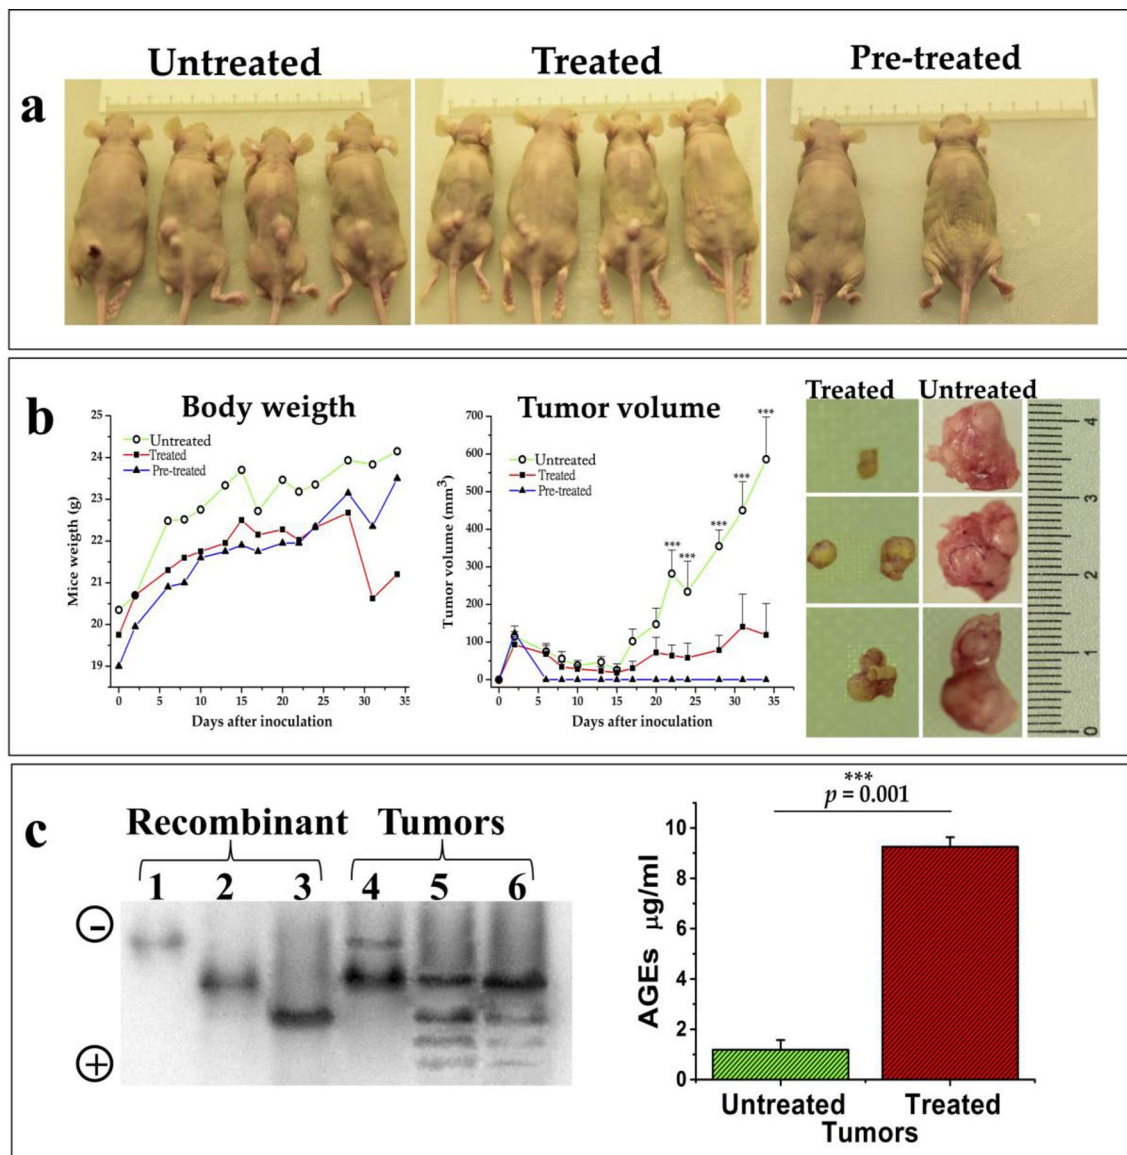 a
Untreated
Treated
Pre-treated
b
Body weigth
Untreated
Treated
Pre-treated
25
24
23
22
21
20
19
Mice weigth (g)
0 5 10 15 20 25 30 35
Days after inoculation
Tumor volume
Untreated
Treated
Pre-treated
700
600
500
400
300
200
100
0
Tumor volume (mm3)
***
***
***
***
***
0 5 10 15 20 25 30 35
Days after inoculation
Treated Untreated
4
3
2
1
0
c
Recombinant Tumors
1 2 3 4 5 6
-
+
***
p = 0.001
10
8
6
4
2
0
AGEs μg/ml
Untreated Treated
Tumors